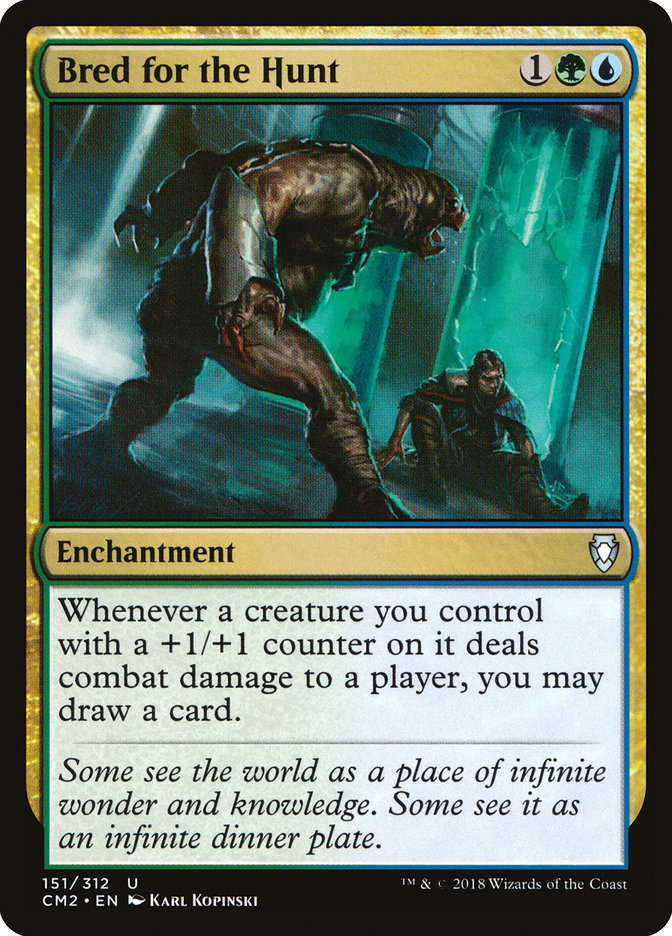 Bred for the Hunt
1
Enchantment
Whenever a creature you control
with a +1/+1 counter on it deals
combat damage to a player, you may
draw a card.
Some see the world as a place of infinite
wonder and knowledge. Some see it as
an infinite dinner plate.
151/312 U
™ & © 2018 Wizards of the Coast
CM2 • EN Karl Kopinski